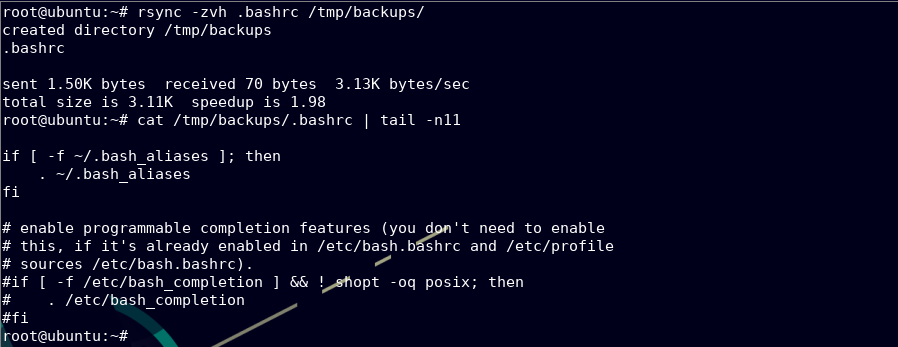 root@ubuntu:~# rsync -zvh .bashrc /tmp/backups/
created directory /tmp/backups
.bashrc

sent 1.50K bytes  received 70 bytes  3.13K bytes/sec
total size is 3.11K  speedup is 1.98
root@ubuntu:~# cat /tmp/backups/.bashrc | tail -n11

if [ -f ~/.bash_aliases ]; then
    . ~/.bash_aliases
fi

# enable programmable completion features (you don't need to enable
# this, if it's already enabled in /etc/bash.bashrc and /etc/profile
# sources /etc/bash.bashrc).
#if [ -f /etc/bash_completion ] && ! shopt -oq posix; then
#    . /etc/bash_completion
#fi
root@ubuntu:~#